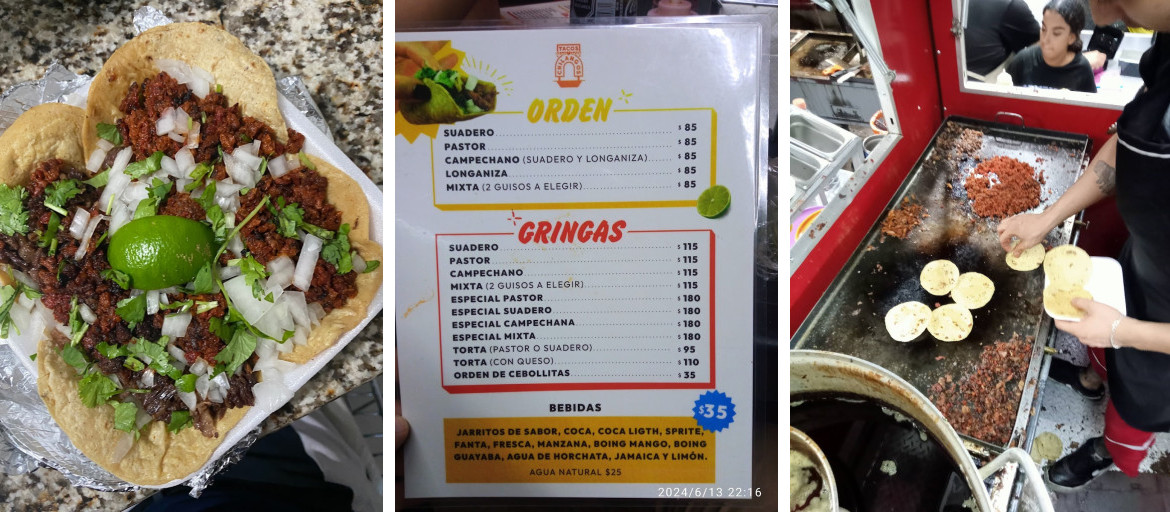 TACOS
ORDEN
SUADERO $ 85
PASTOR $ 85
CAMPECHANO (SUADERO Y LONGANIZA) $ 85
LONGANIZA $ 85
MIXTA (2 GUISOS A ELEGIR) $ 85
GRINGAS
SUADERO $ 115
PASTOR $ 115
CAMPECHANO $ 115
MIXTA (2 GUISOS A ELEGIR) $ 115
ESPECIAL PASTOR $ 180
ESPECIAL SUADERO $ 180
ESPECIAL CAMPECHANA $ 180
ESPECIAL MIXTA $ 180
TORTA (PASTOR O SUADERO) $ 95
TORTA (CON QUESO) $ 110
ORDEN DE CEBOLLITAS $ 35
BEBIDAS
$35
JARRITOS DE SABOR, COCA, COCA LIGTH, SPRITE,
FANTA, FRESCA, MANZANA, BOING MANGO, BOING
GUAYABA, AGUA DE HORCHATA, JAMAICA Y LIMÓN.
AGUA NATURAL $25
2024/6/13 22:16